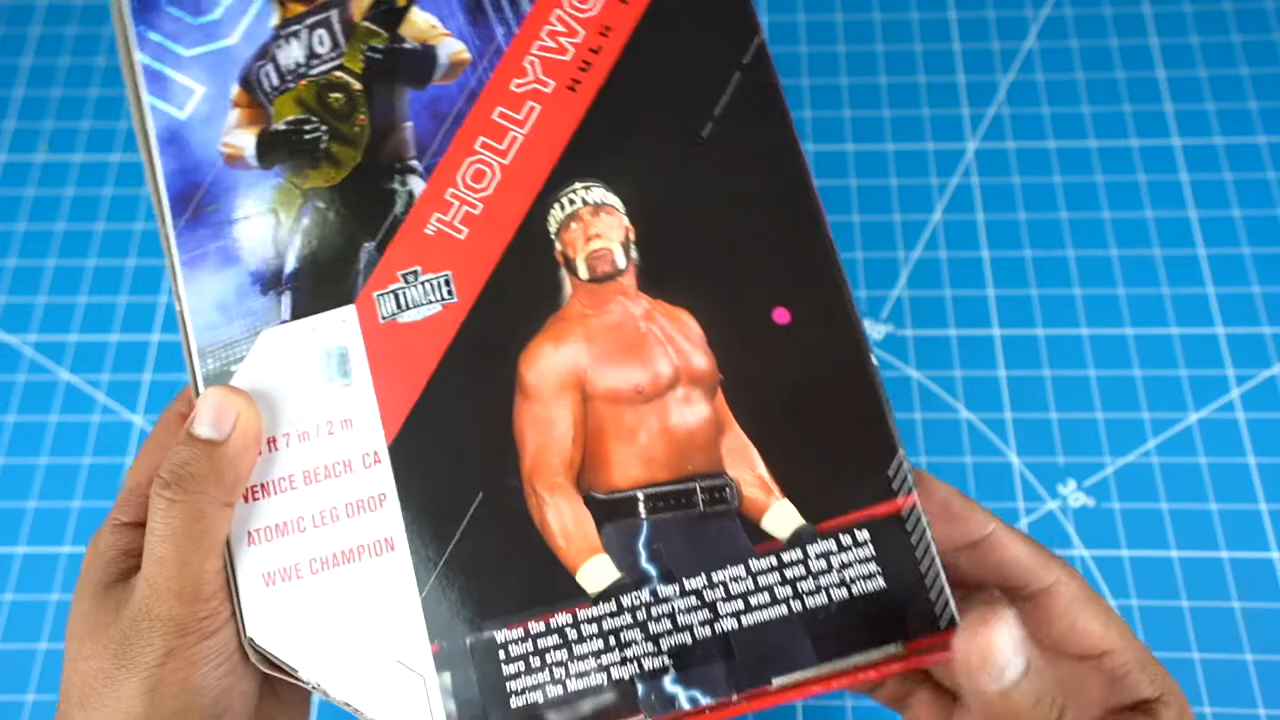 nWo
"HOLLYWO
HULK
W
ULTIMATE
HOLLYWOO
ft 7 in / 2 m
VENICE BEACH, CA
ATOMIC LEG DROP
WWE CHAMPION
When the nWo invaded WCW, they kept saying there was going to be
a third man. To the shock of everyone, that third man was the greatest
hero to step inside a ring, Hulk Hogan. Gone was the red-and-yellow,
replaced by black-and-white, giving the nWo someone to lead the attack
during the Monday Night Wars.
30°